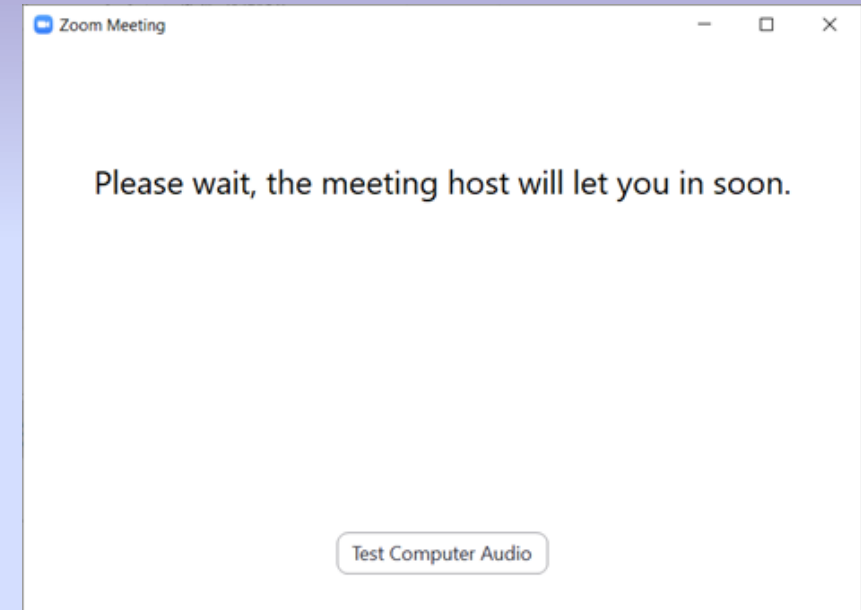 Zoom Meeting
Please wait, the meeting host will let you in soon.
Test Computer Audio